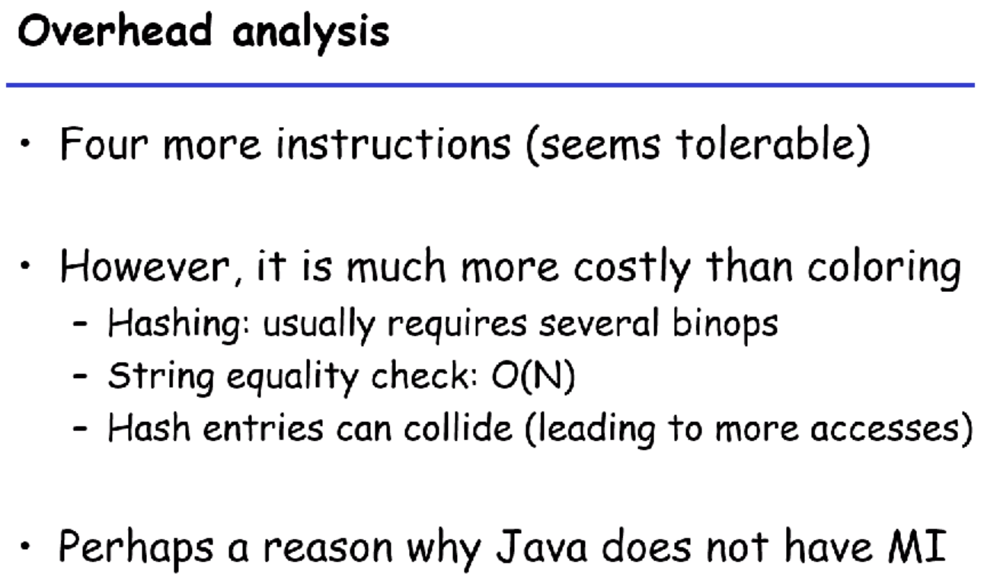 Overhead analysis
• Four more instructions (seems tolerable)
• However, it is much more costly than coloring
– Hashing: usually requires several binops
– String equality check: O(N)
– Hash entries can collide (leading to more accesses)
• Perhaps a reason why Java does not have MI